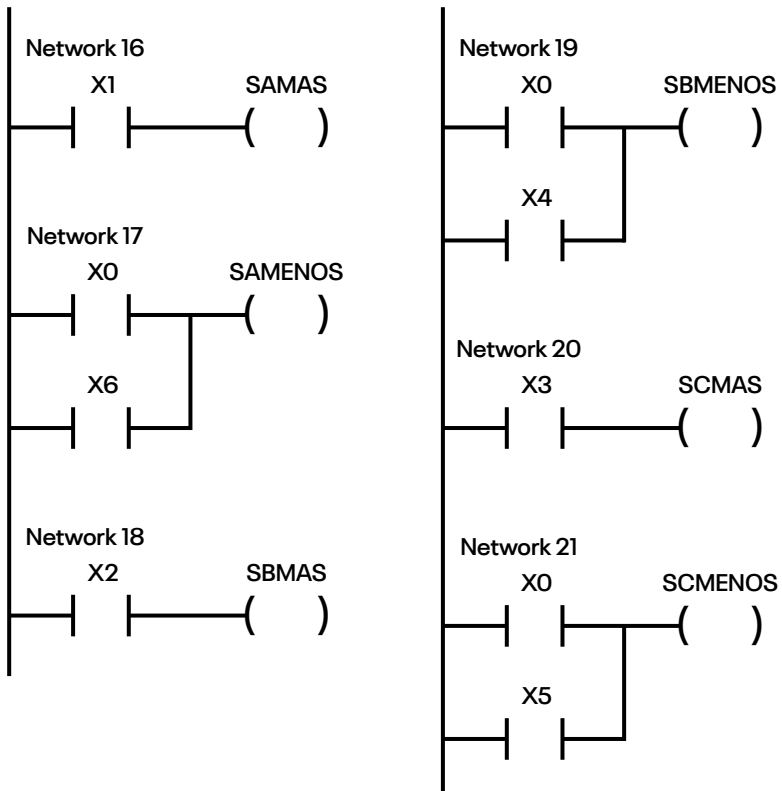 Network 16
X1 SAMAS
Network 17
X0 SAMENOS
X6
Network 18
X2 SBMAS
Network 19
X0 SBMENOS
X4
Network 20
X3 SCMAS
Network 21
X0 SCMENOS
X5